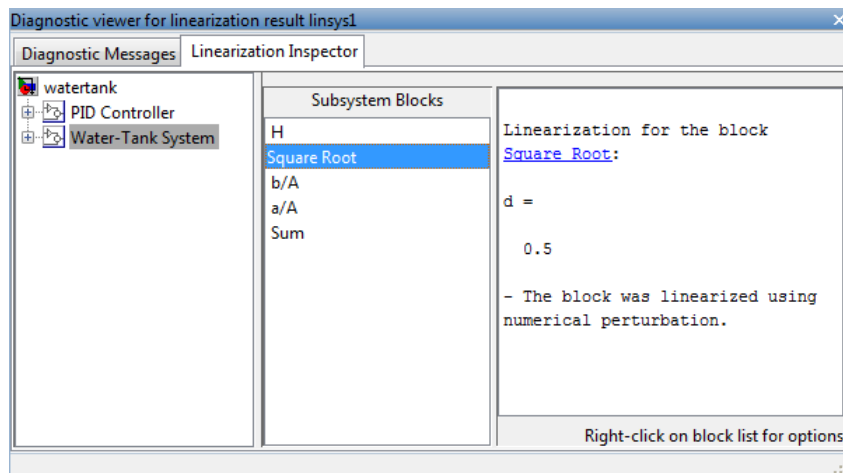 Diagnostic viewer for linearization result linsys1
Diagnostic Messages
Linearization Inspector
watertank
PID Controller
Water-Tank System
Subsystem Blocks
H
Square Root
b/A
a/A
Sum
Linearization for the block
Square Root:
d =
0.5
- The block was linearized using
numerical perturbation.
Right-click on block list for options